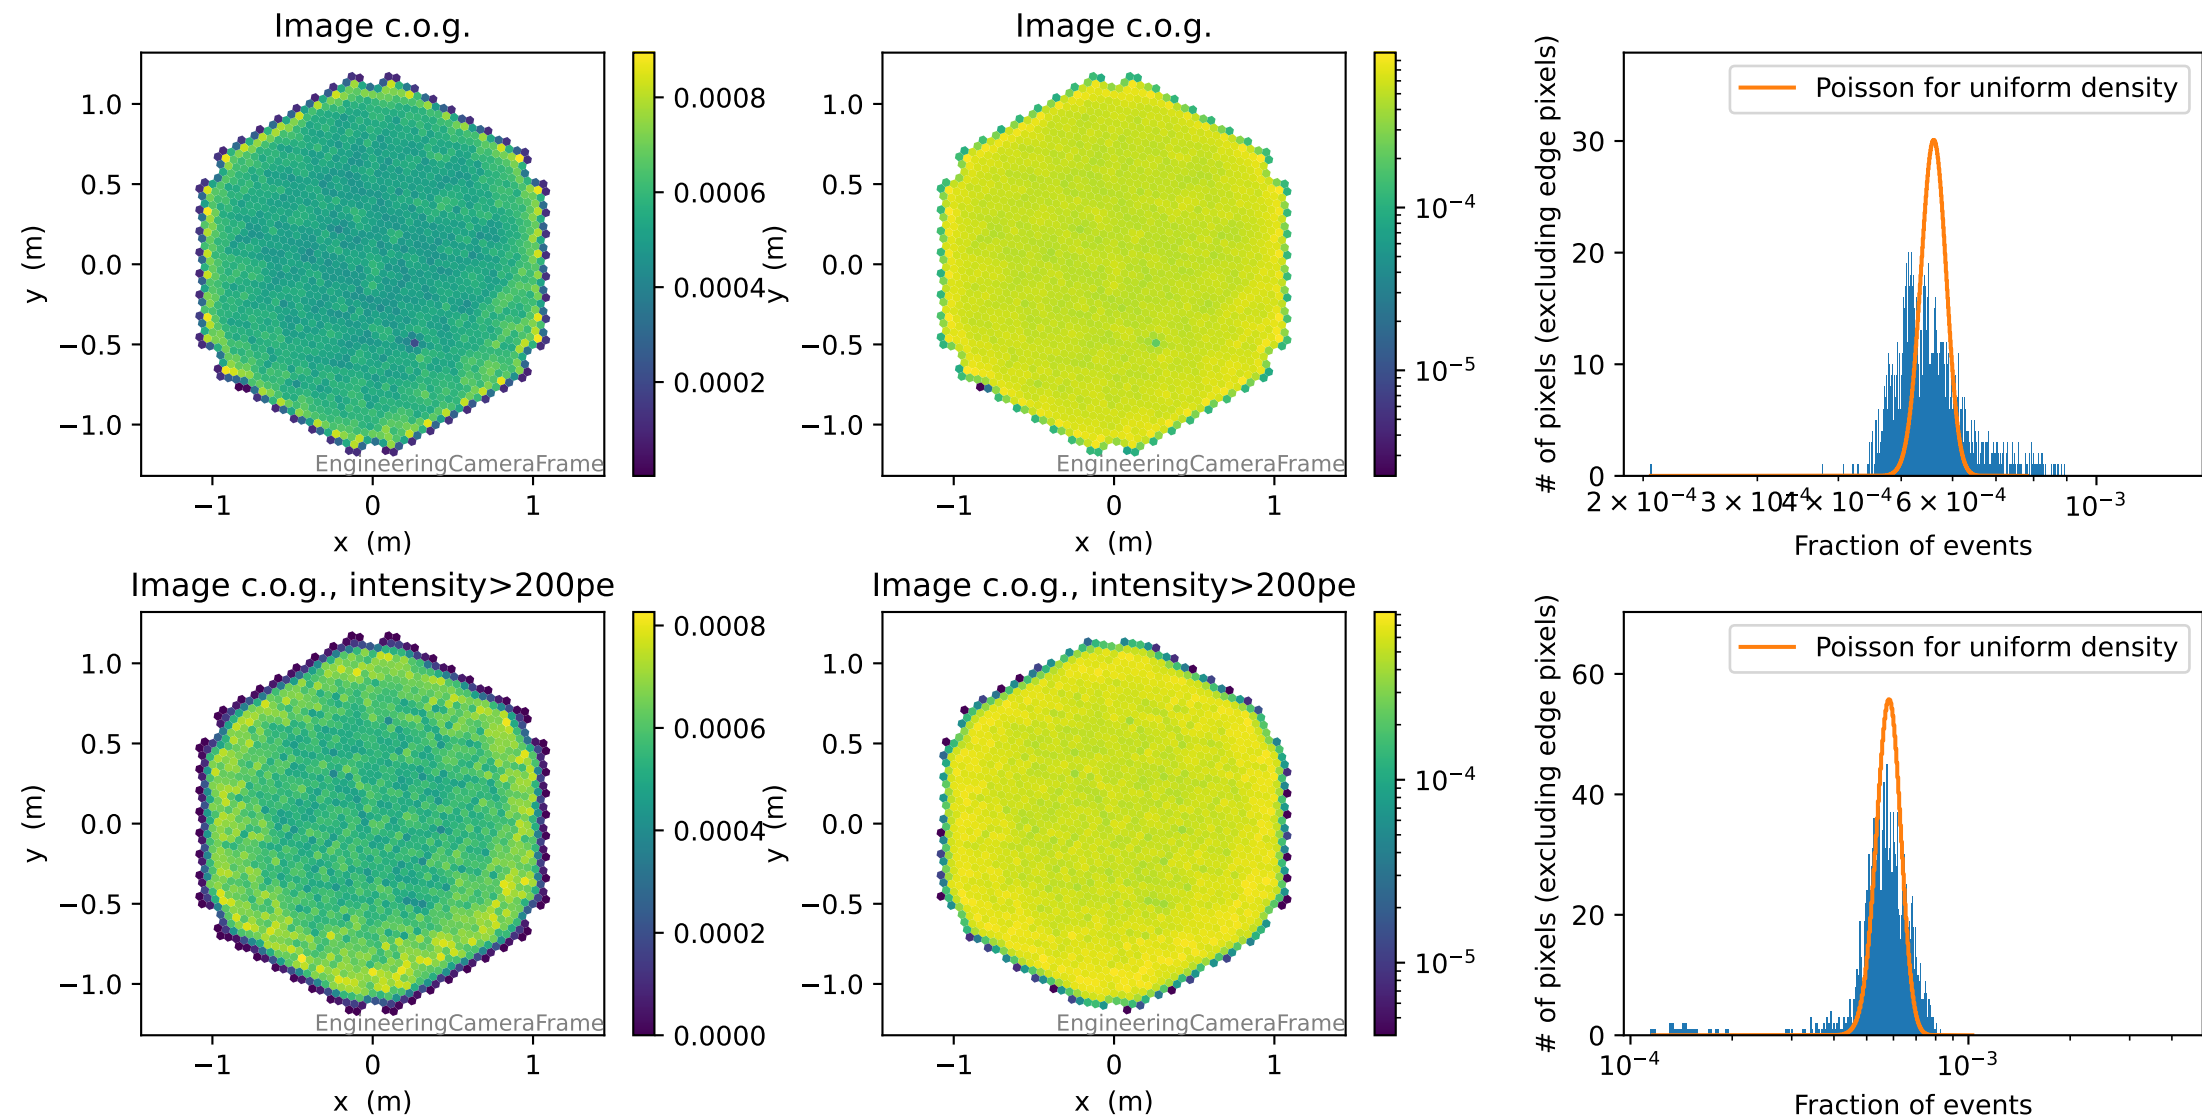 Image c.o.g.
y (m)
1.0
0.5
0.0
−0.5
−1.0
−1
0
1
x (m)
EngineeringCameraFrame
0.0008
0.0006
0.0004
0.0002
Image c.o.g.
y (m)
1.0
0.5
0.0
−0.5
−1.0
−1
0
1
x (m)
EngineeringCameraFrame
10⁻⁴
10⁻⁵
# of pixels (excluding edge pixels)
30
20
10
0
Poisson for uniform density
2 × 10⁻⁴
3 × 10⁻⁴
4 × 10⁻⁴
6 × 10⁻⁴
10⁻³
Fraction of events
Image c.o.g., intensity>200pe
y (m)
1.0
0.5
0.0
−0.5
−1.0
−1
0
1
x (m)
EngineeringCameraFrame
0.0008
0.0006
0.0004
0.0002
0.0000
Image c.o.g., intensity>200pe
y (m)
1.0
0.5
0.0
−0.5
−1.0
−1
0
1
x (m)
EngineeringCameraFrame
10⁻⁴
10⁻⁵
# of pixels (excluding edge pixels)
60
40
20
0
Poisson for uniform density
10⁻⁴
10⁻³
Fraction of events